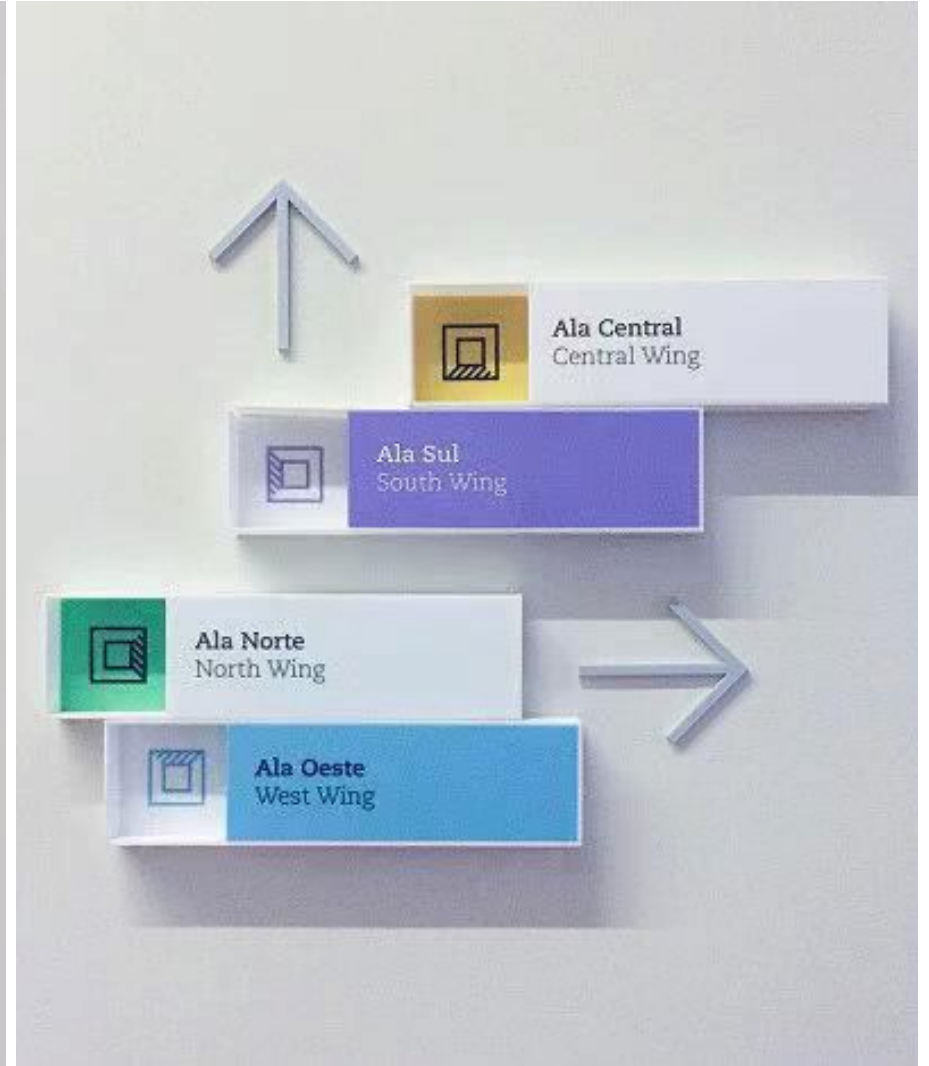 Ala Central
Central Wing
Ala Sul
South Wing
Ala Norte
North Wing
Ala Oeste
West Wing